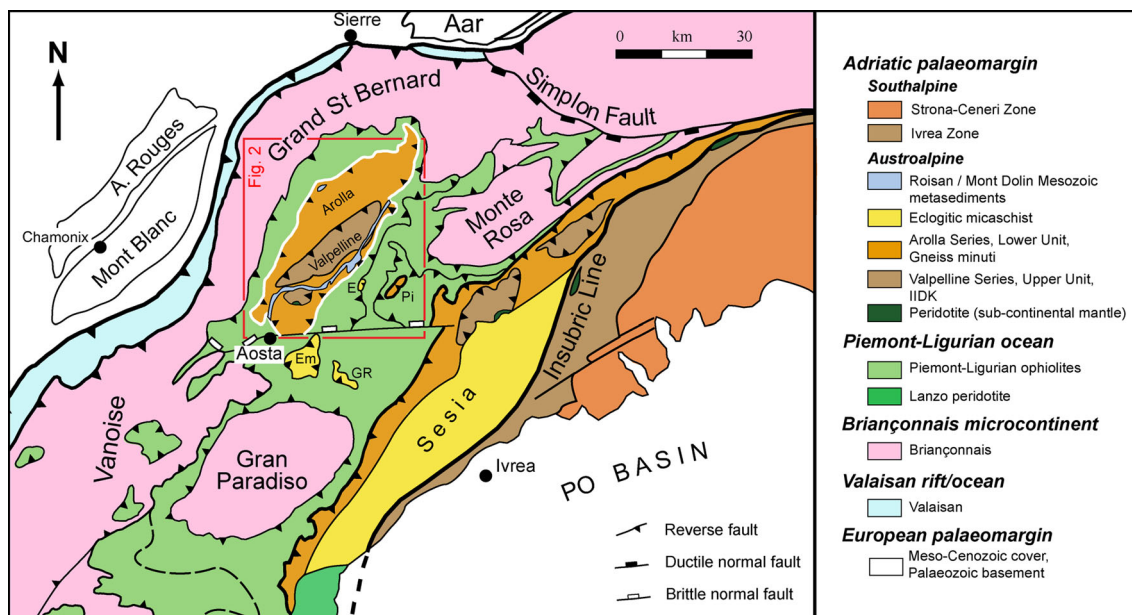 Sierre
Aar
N
0 km 30
Simplon Fault
Grand St Bernard
Fig. 2
A. Rouges
Arolla
Monte
Rosa
Chamonix
Mont Blanc
Valpelline
Insubric Line
E
Pi
Aosta
Em
GR
Sesia
Vanoise
Gran
Paradiso
Ivrea
PO BASIN
Reverse fault
Ductile normal fault
Brittle normal fault
Adriatic palaeomargin
Southalpine
Strona-Ceneri Zone
Ivrea Zone
Austroalpine
Roisan / Mont Dolin Mesozoic
metasediments
Eclogitic micaschist
Arolla Series, Lower Unit,
Gneiss minuti
Valpelline Series, Upper Unit,
IIDK
Peridotite (sub-continental mantle)
Piemont-Ligurian ocean
Piemont-Ligurian ophiolites
Lanzo peridotite
Briançonnais microcontinent
Briançonnais
Valaisan rift/ocean
Valaisan
European palaeomargin
Meso-Cenozoic cover,
Palaeozoic basement